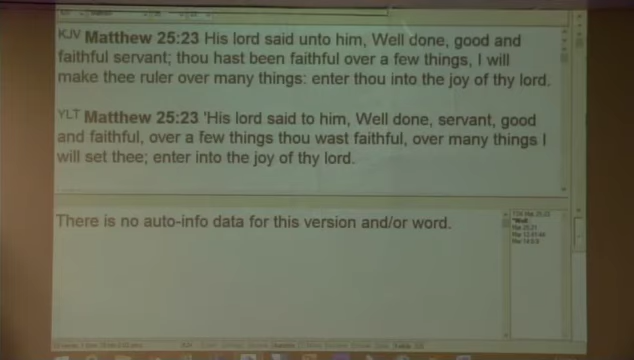 KJV Matthew 25:23 His lord said unto him, Well done, good and
faithful servant; thou hast been faithful over a few things, I will
make thee ruler over many things: enter thou into the joy of thy lord.
YLT Matthew 25:23 'His lord said to him, Well done, servant, good
and faithful, over a few things thou wast faithful, over many things I
will set thee; enter into the joy of thy lord.
There is no auto-info data for this version and/or word.